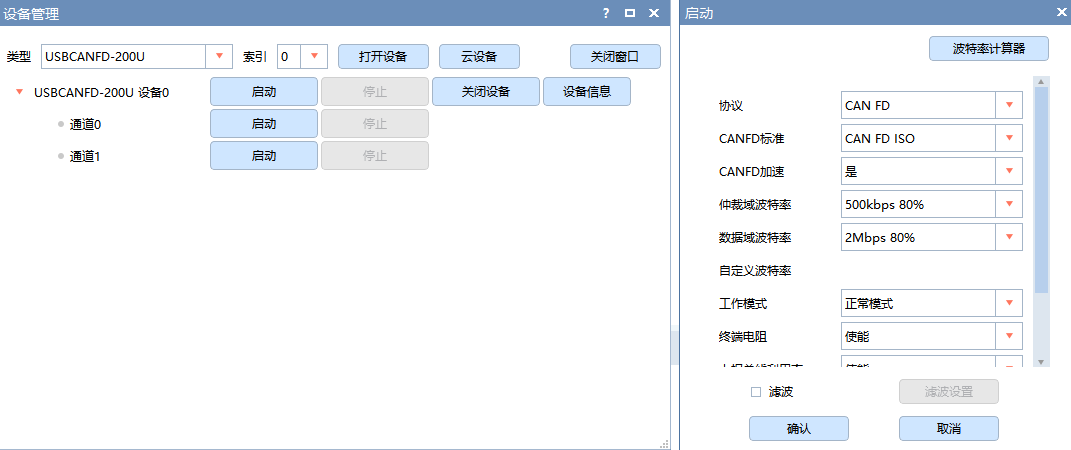 设备管理
类型 USBCANFD-200U 索引 0 打开设备 云设备 关闭窗口
USBCANFD-200U 设备0 启动 停止 关闭设备 设备信息
通道0 启动 停止
通道1 启动 停止
启动
波特率计算器
协议 CAN FD
CANFD标准 CAN FD ISO
CANFD加速 是
仲裁域波特率 500kbps 80%
数据域波特率 2Mbps 80%
自定义波特率
工作模式 正常模式
终端电阻 使能
滤波 滤波设置
确认 取消